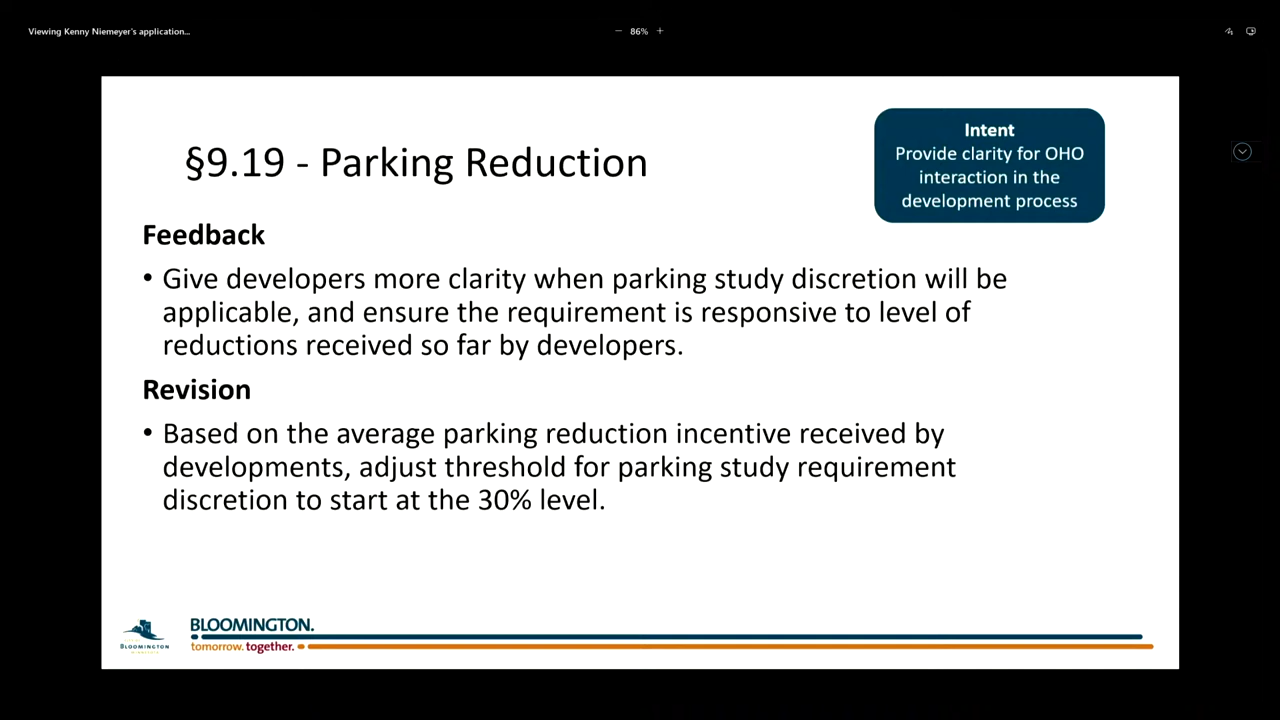 Viewing Kenny Niemeyer's application...
− 86% +
§9.19 - Parking Reduction
Intent
Provide clarity for OHO
interaction in the
development process
Feedback
• Give developers more clarity when parking study discretion will be
applicable, and ensure the requirement is responsive to level of
reductions received so far by developers.
Revision
• Based on the average parking reduction incentive received by
developments, adjust threshold for parking study requirement
discretion to start at the 30% level.
BLOOMINGTON
BLOOMINGTON.
tomorrow. together.